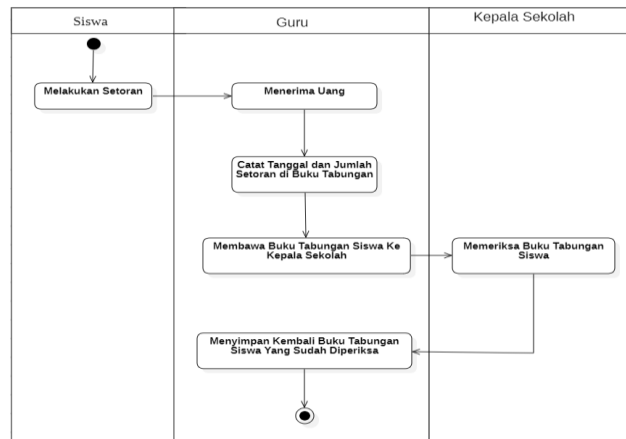 Siswa
Guru
Kepala Sekolah
Melakukan Setoran
Menerima Uang
Catat Tanggal dan Jumlah
Setoran di Buku Tabungan
Membawa Buku Tabungan Siswa Ke
Kepala Sekolah
Memeriksa Buku Tabungan
Siswa
Menyimpan Kembali Buku Tabungan
Siswa Yang Sudah Diperiksa